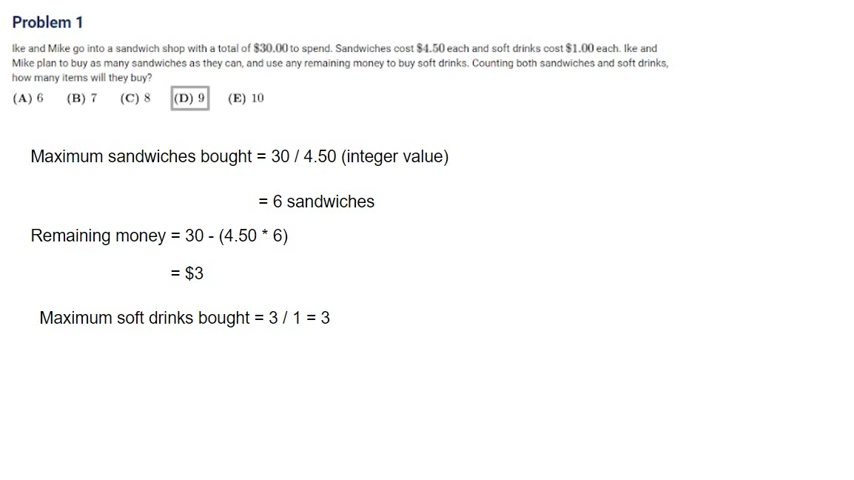 Problem 1
Ike and Mike go into a sandwich shop with a total of $30.00 to spend. Sandwiches cost $4.50 each and soft drinks cost $1.00 each. Ike and
Mike plan to buy as many sandwiches as they can, and use any remaining money to buy soft drinks. Counting both sandwiches and soft drinks,
how many items will they buy?
(A) 6 (B) 7 (C) 8 (D) 9 (E) 10
Maximum sandwiches bought = 30 / 4.50 (integer value)
= 6 sandwiches
Remaining money = 30 - (4.50 * 6)
= $3
Maximum soft drinks bought = 3 / 1 = 3